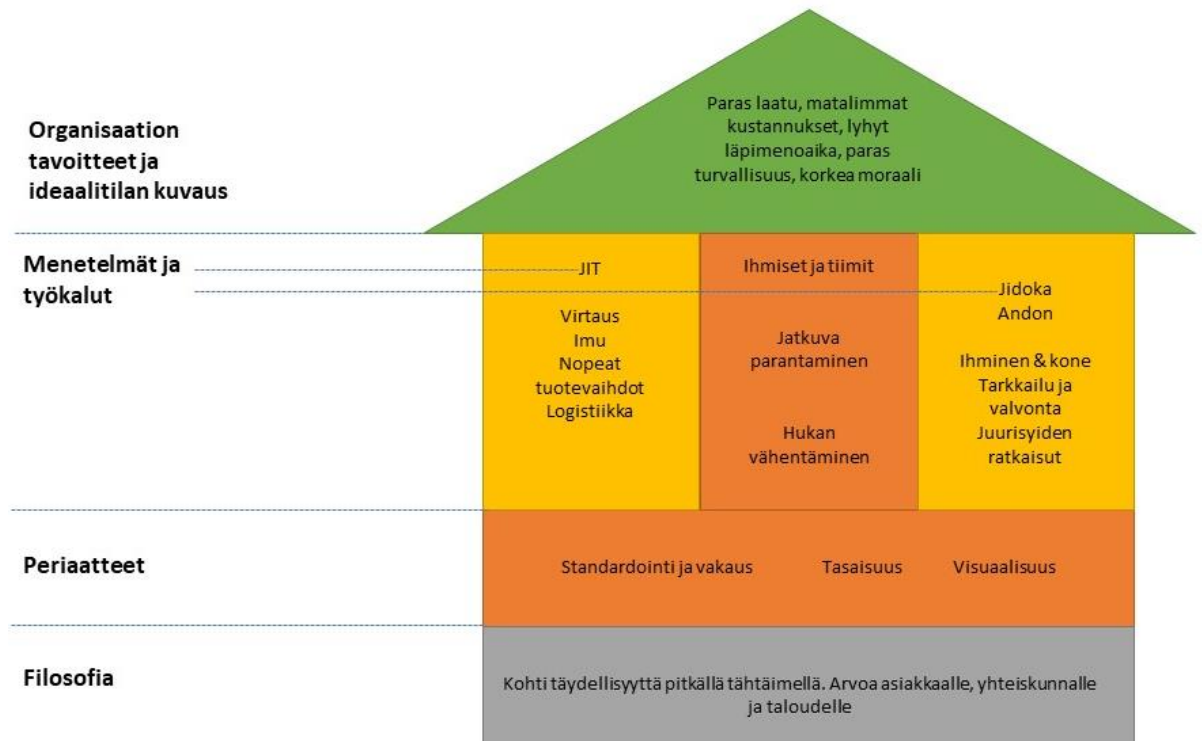 Organisaation
tavoitteet ja
ideaalitilan kuvaus
Paras laatu, matalimmat
kustannukset, lyhyt
läpimenoaika, paras
turvallisuus, korkea moraali
Menetelmät ja
työkalut
JIT
Virtaus
Imu
Nopeat
tuotevaihdot
Logistiikka
Ihmiset ja tiimit
Jatkuva
parantaminen
Hukan
vähentäminen
Jidoka
Andon
Ihminen & kone
Tarkkailu ja
valvonta
Juurisyiden
ratkaisut
Periaatteet
Standardointi ja vakaus Tasaisuus Visuaalisuus
Filosofia
Kohti täydellisyyttä pitkällä tähtäimellä. Arvoa asiakkaalle, yhteiskunnalle
ja taloudelle